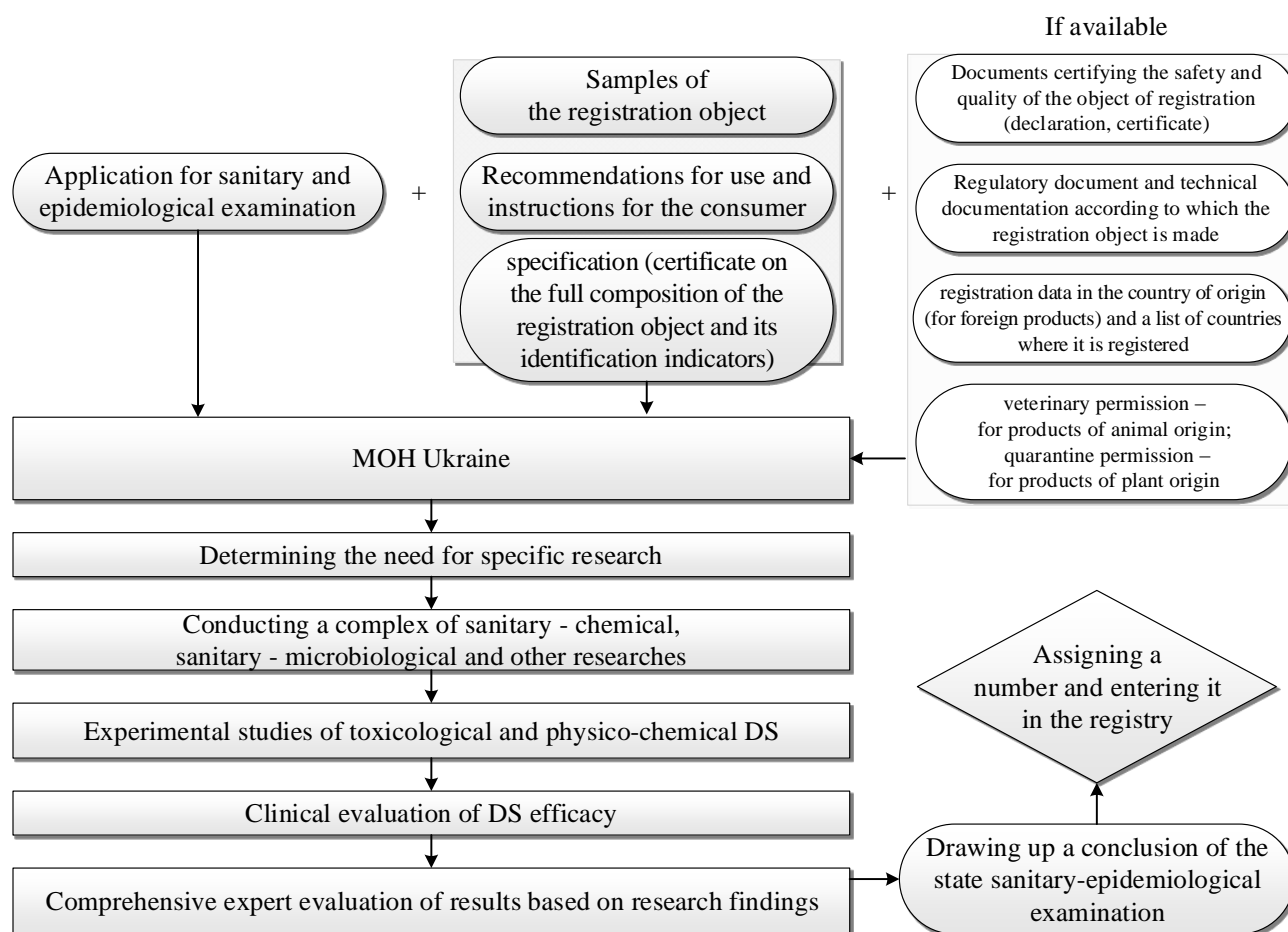 If available
Samples of
the registration object
Documents certifying the safety and
quality of the object of registration
(declaration, certificate)
Application for sanitary and
epidemiological examination
+
Recommendations for use and
instructions for the consumer
+
Regulatory document and technical
documentation according to which the
registration object is made
specification (certificate on
the full composition of the
registration object and its
identification indicators)
registration data in the country of origin
(for foreign products) and a list of countries
where it is registered
veterinary permission –
for products of animal origin;
quarantine permission –
for products of plant origin
MOH Ukraine
Determining the need for specific research
Conducting a complex of sanitary - chemical,
sanitary - microbiological and other researches
Experimental studies of toxicological and physico-chemical DS
Clinical evaluation of DS efficacy
Comprehensive expert evaluation of results based on research findings
Drawing up a conclusion of the
state sanitary-epidemiological
examination
Assigning a
number and entering it
in the registry